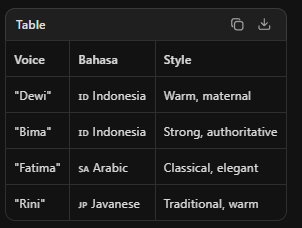 Table
Voice Bahasa Style
"Dewi" ID Indonesia Warm, maternal
"Bima" ID Indonesia Strong, authoritative
"Fatima" SA Arabic Classical, elegant
"Rini" JP Javanese Traditional, warm